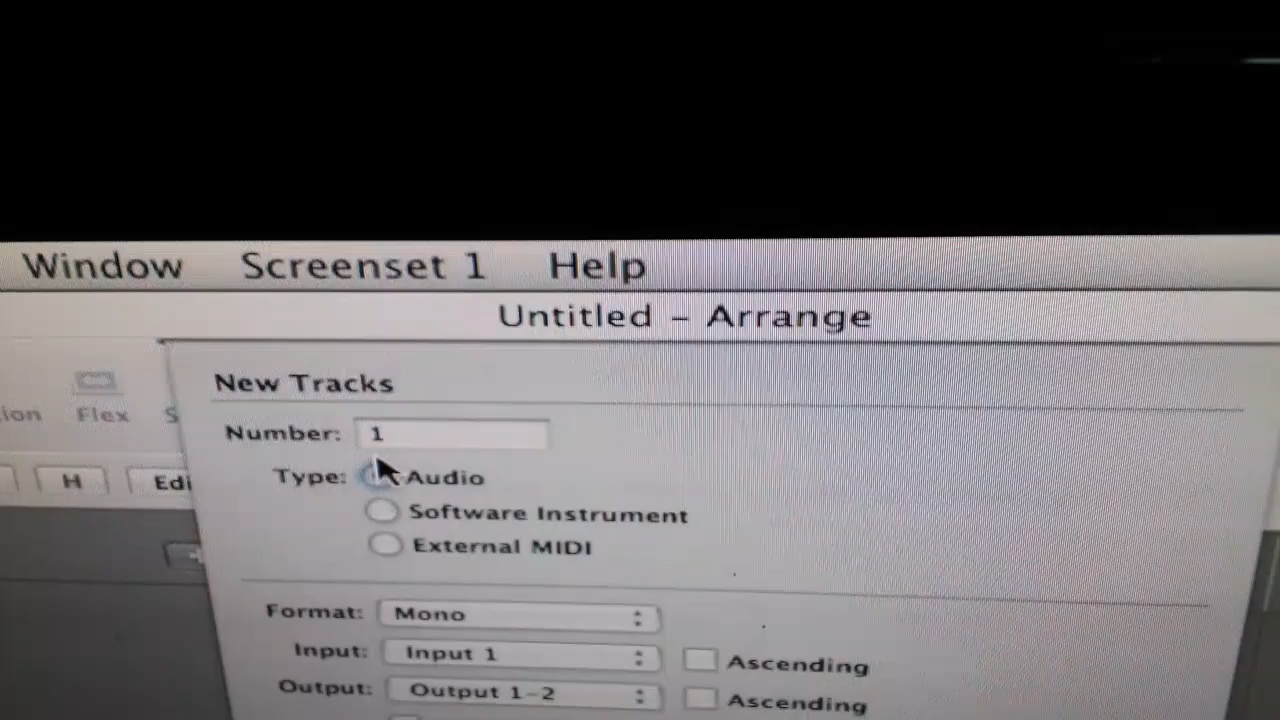 Window Screenset 1 Help
Untitled – Arrange
New Tracks
Flex
Number: 1
Type: Audio
H
Software Instrument
External MIDI
Format: Mono
Input: Input 1 Ascending
Output: Output 1-2 Ascending